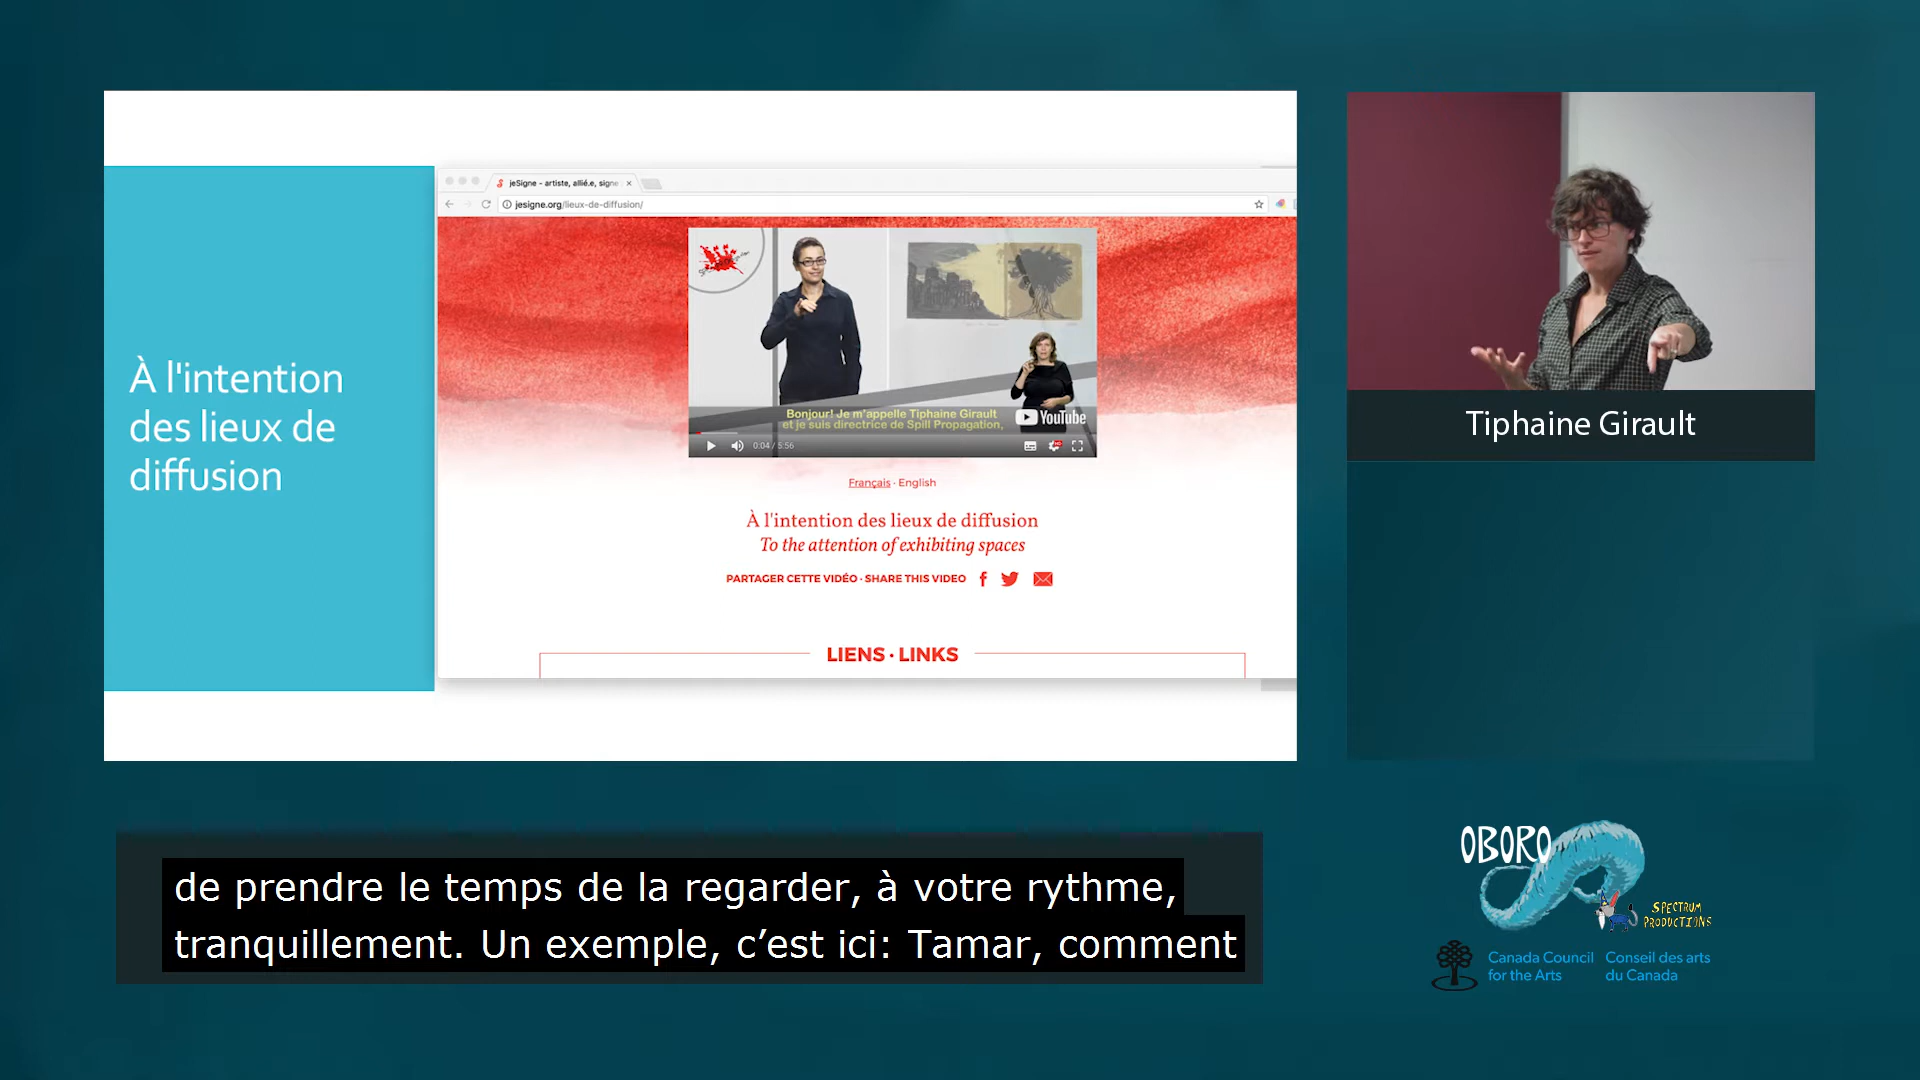 À l'intention
des lieux de
diffusion
jeSigne - artiste, allié.e, signe
jesigne.org/lieux-de-diffusion/
Bonjour! Je m'appelle Tiphaine Girault
et je suis directrice de Spill Propagation,
YouTube
0:04 / 5:56
Français · English
À l'intention des lieux de diffusion
To the attention of exhibiting spaces
PARTAGER CETTE VIDÉO · SHARE THIS VIDEO
LIENS · LINKS
Tiphaine Girault
de prendre le temps de la regarder, à votre rythme,
tranquillement. Un exemple, c’est ici: Tamar, comment
OBORO
SPECTRUM
PRODUCTIONS
Canada Council Conseil des arts
for the Arts du Canada